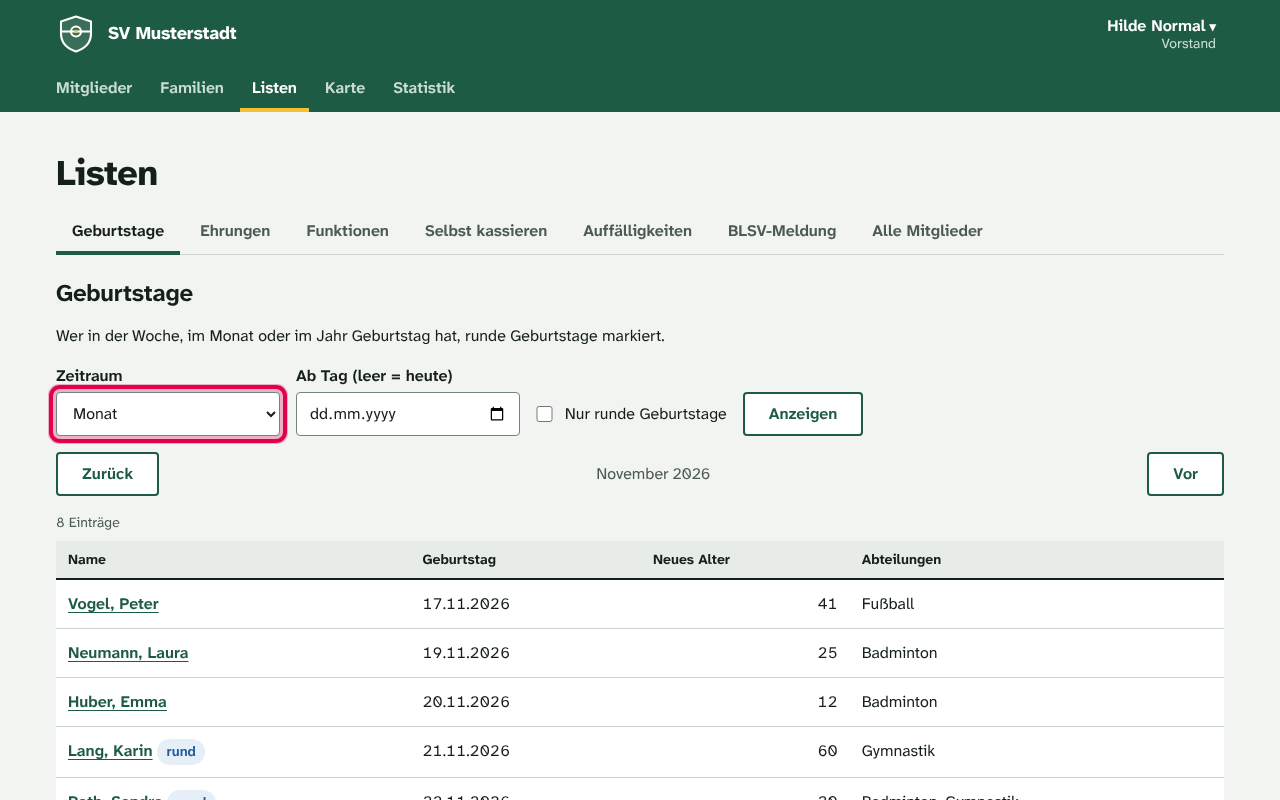 SV Musterstadt
Hilde Normal ▾
Vorstand
Mitglieder Familien Listen Karte Statistik
Listen
Geburtstage Ehrungen Funktionen Selbst kassieren Auffälligkeiten BLSV-Meldung Alle Mitglieder
Geburtstage
Wer in der Woche, im Monat oder im Jahr Geburtstag hat, runde Geburtstage markiert.
Zeitraum Ab Tag (leer = heute)
Monat dd.mm.yyyy Nur runde Geburtstage Anzeigen
Zurück November 2026 Vor
8 Einträge
Name Geburtstag Neues Alter Abteilungen
Vogel, Peter 17.11.2026 41 Fußball
Neumann, Laura 19.11.2026 25 Badminton
Huber, Emma 20.11.2026 12 Badminton
Lang, Karin rund 21.11.2026 60 Gymnastik